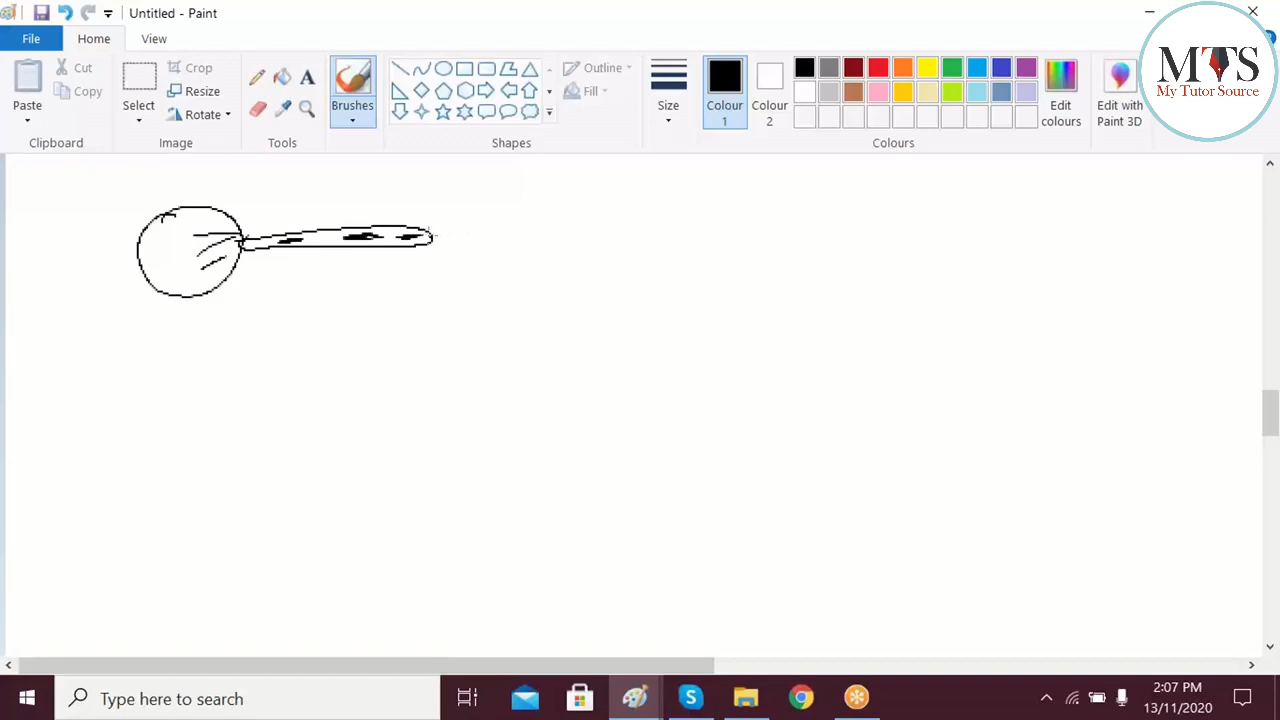 Untitled - Paint
File Home View
Paste
Cut
Copy
Clipboard
Select
Crop
Resize
Rotate
Image
A
Tools
Brushes
Outline
Fill
Shapes
Size
Colour 1
Colour 2
Edit colours
Edit with Paint 3D
Colours
MTS
My Tutor Source
Type here to search
2:07 PM
13/11/2020